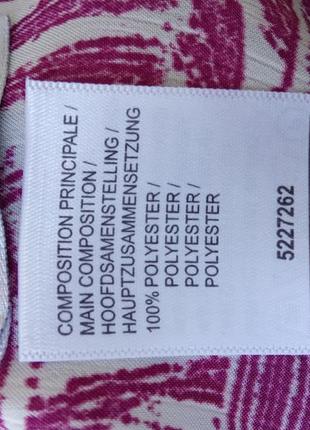 COMPOSITION PRINCIPALE /
MAIN COMPOSITION /
HOOFDSAMENSTELLING /
HAUPTZUSAMMENSETZUNG
100% POLYESTER /
POLYESTER /
POLYESTER /
POLYESTER
5227262